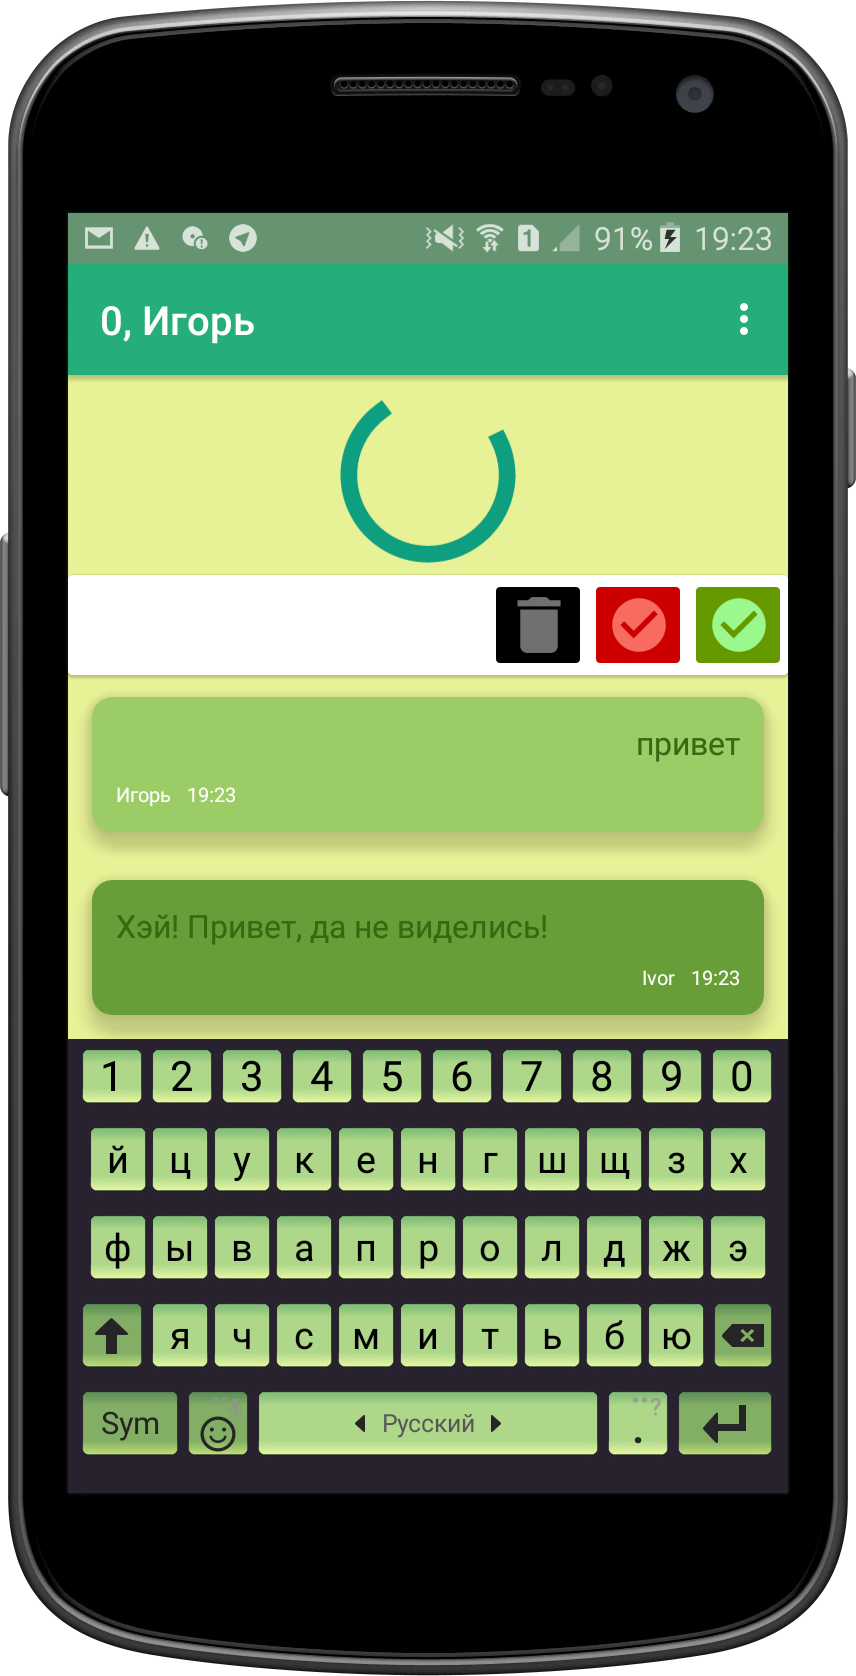 1 91% 19:23
0, Игорь
привет
Игорь 19:23
Хэй! Привет, да не виделись!
Ivor 19:23
1 2 3 4 5 6 7 8 9 0
й ц у к е н г ш щ з х
ф ы в а п р о л д ж э
я ч с м и т ь б ю
Sym Русский . ?